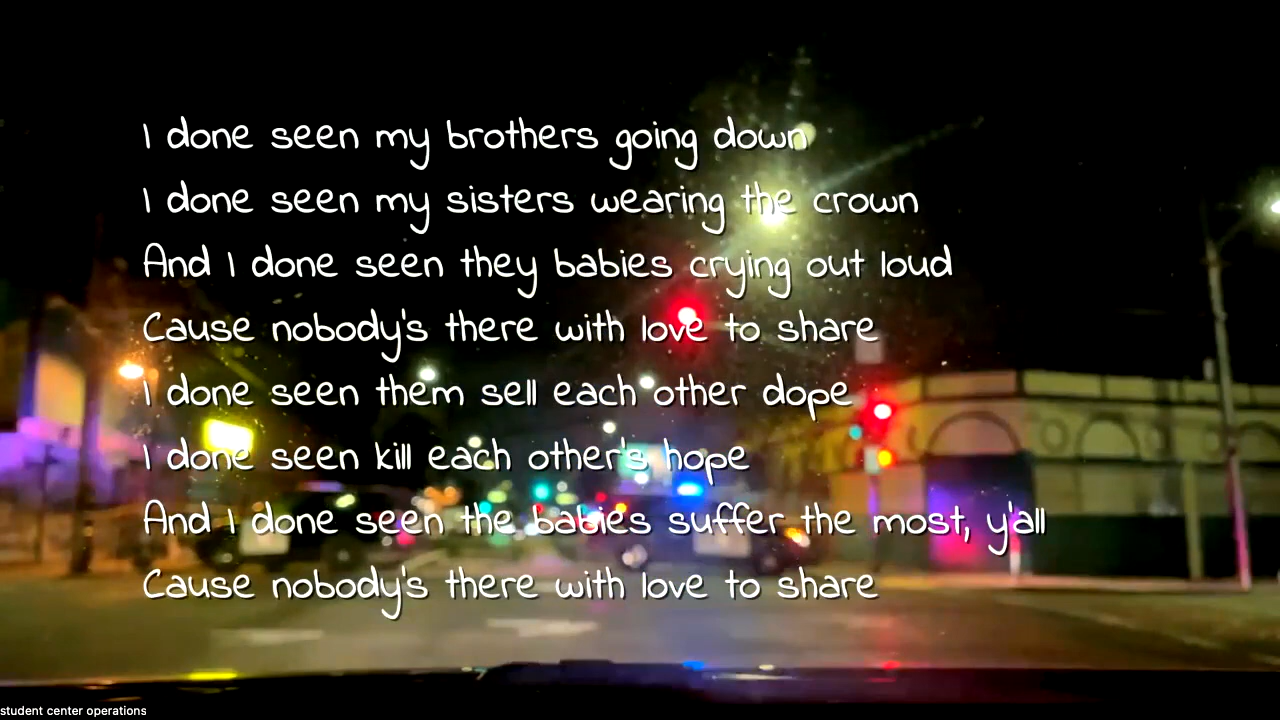 I done seen my brothers going down
I done seen my sisters wearing the crown
And I done seen they babies crying out loud
Cause nobody's there with love to share
I done seen them sell each other dope
I done seen kill each other's hope
And I done seen the babies suffer the most, y'all
Cause nobody's there with love to share
student center operations